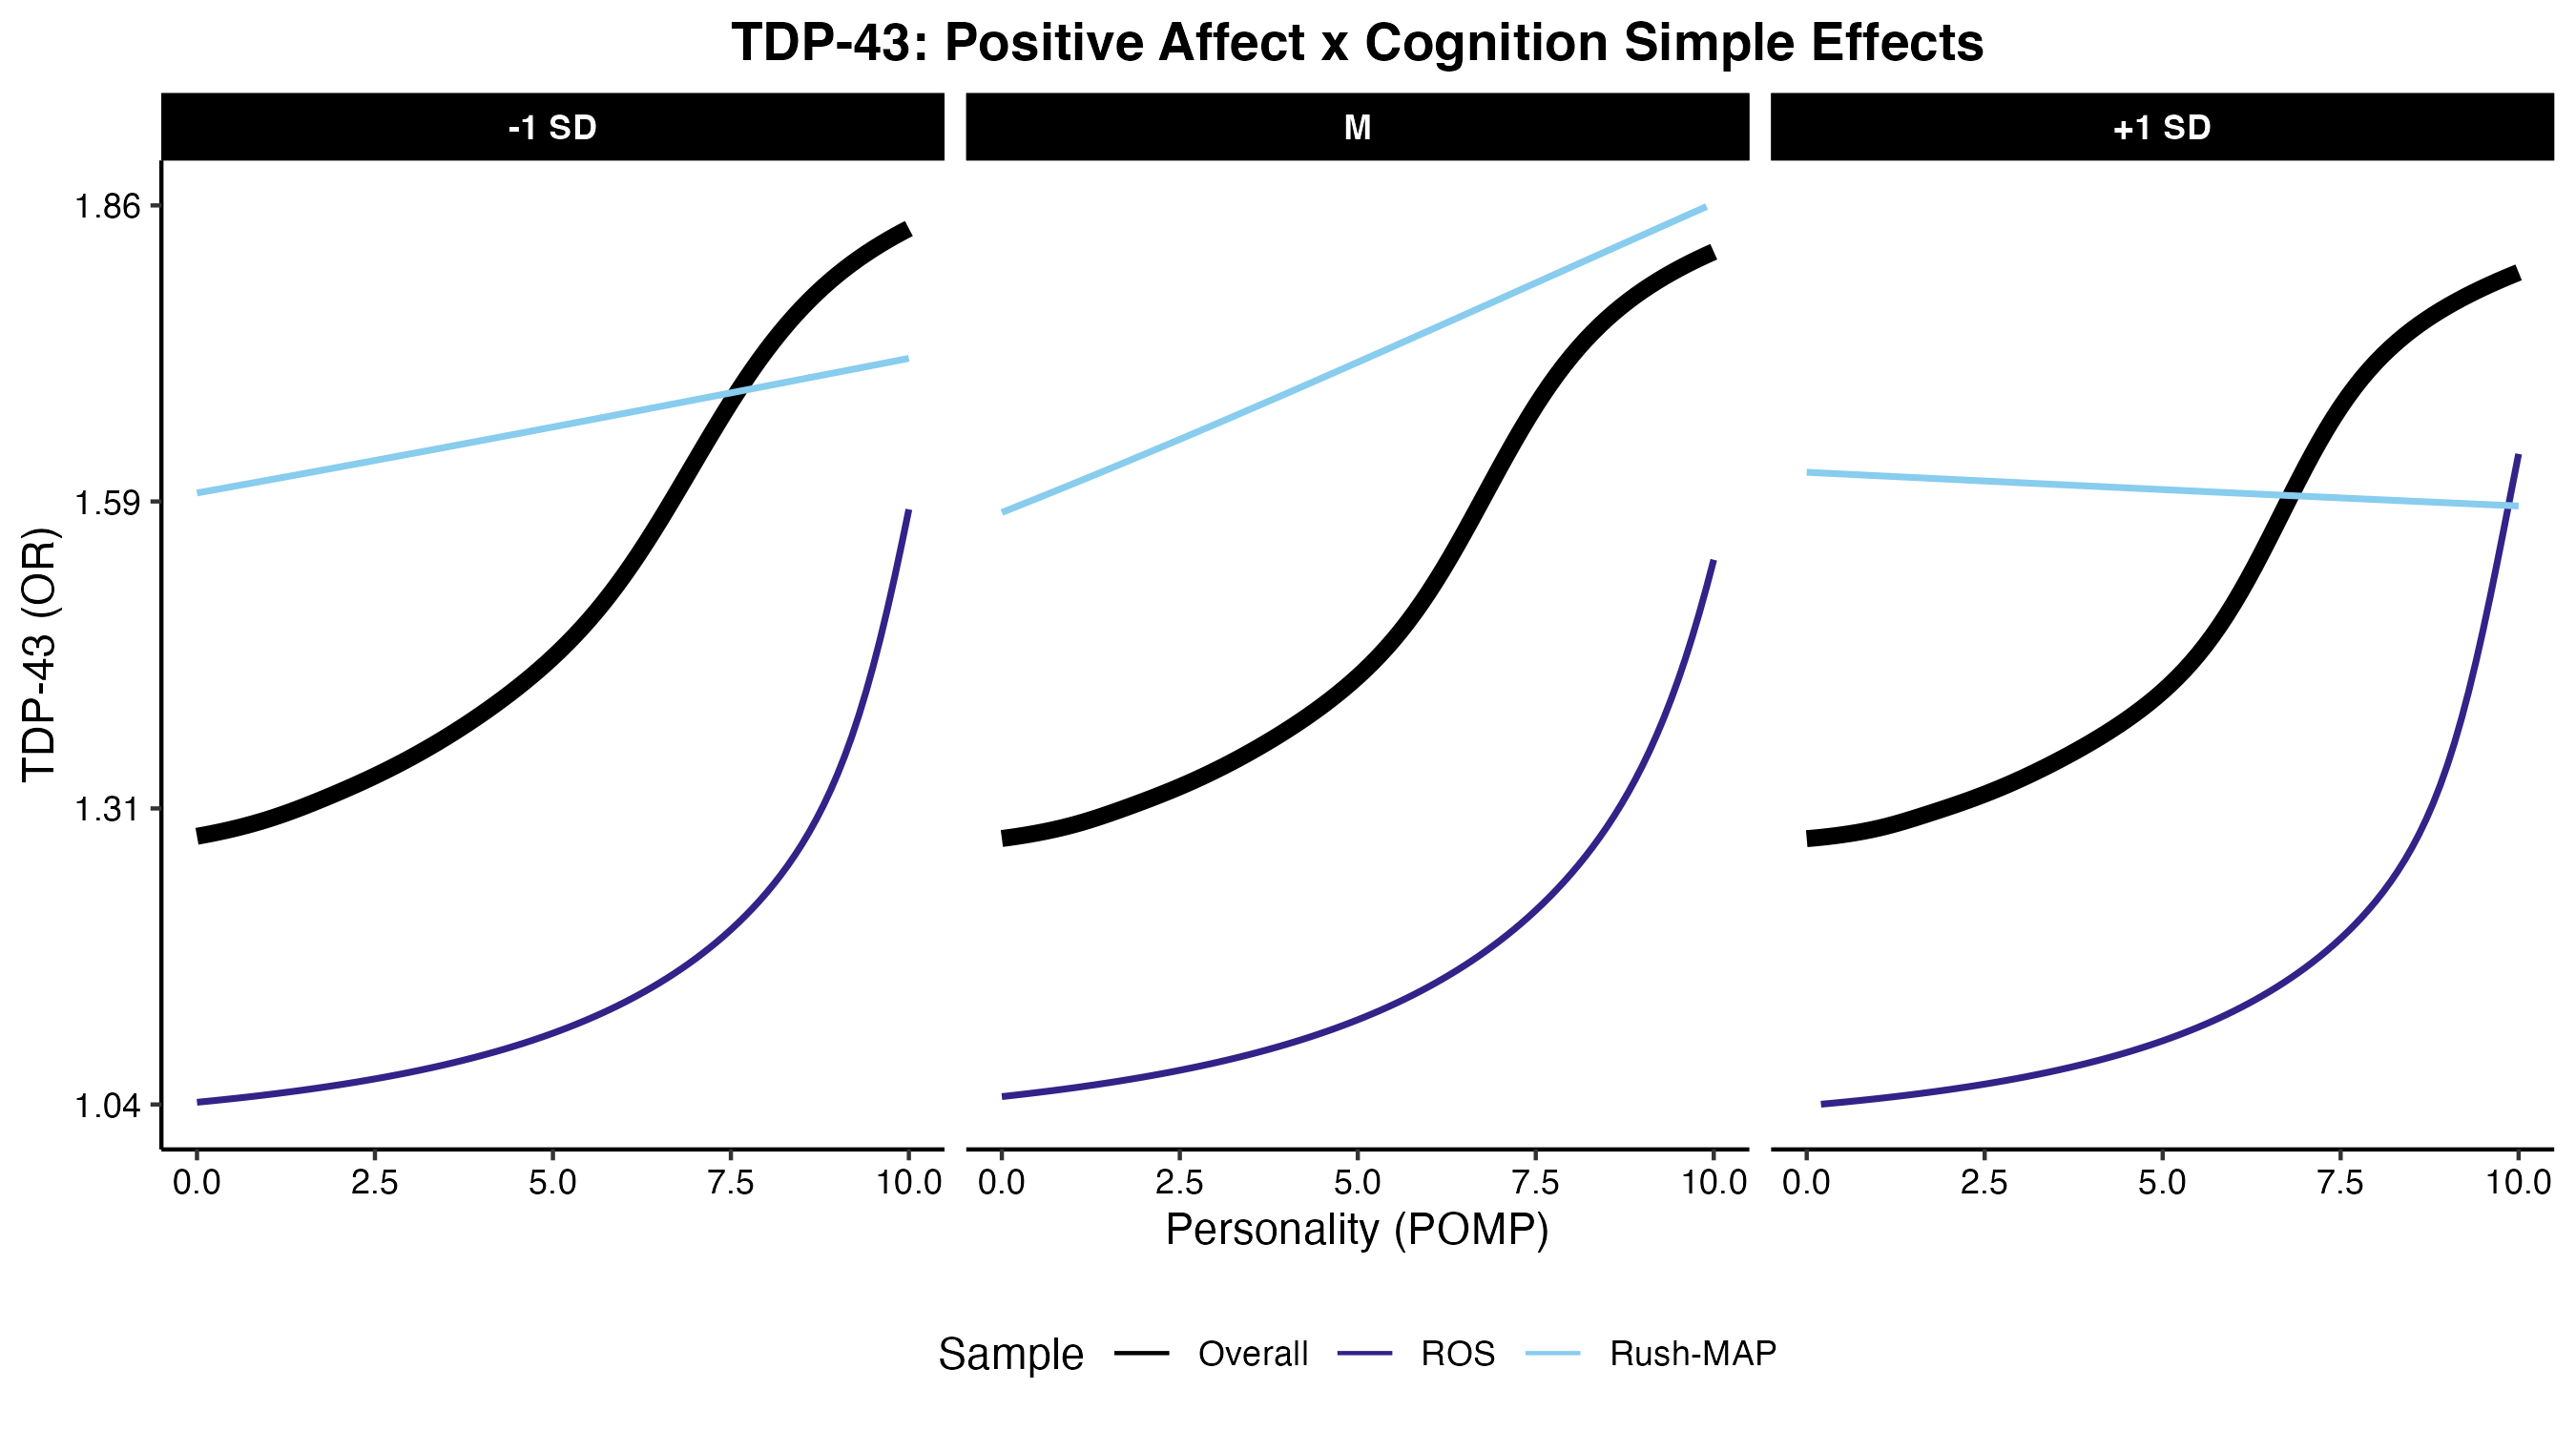 TDP-43: Positive Affect x Cognition Simple Effects
-1 SD M +1 SD
TDP-43 (OR)
1.86
1.59
1.31
1.04
0.0 2.5 5.0 7.5 10.0 0.0 2.5 5.0 7.5 10.0 0.0 2.5 5.0 7.5 10.0
Personality (POMP)
Sample Overall ROS Rush-MAP